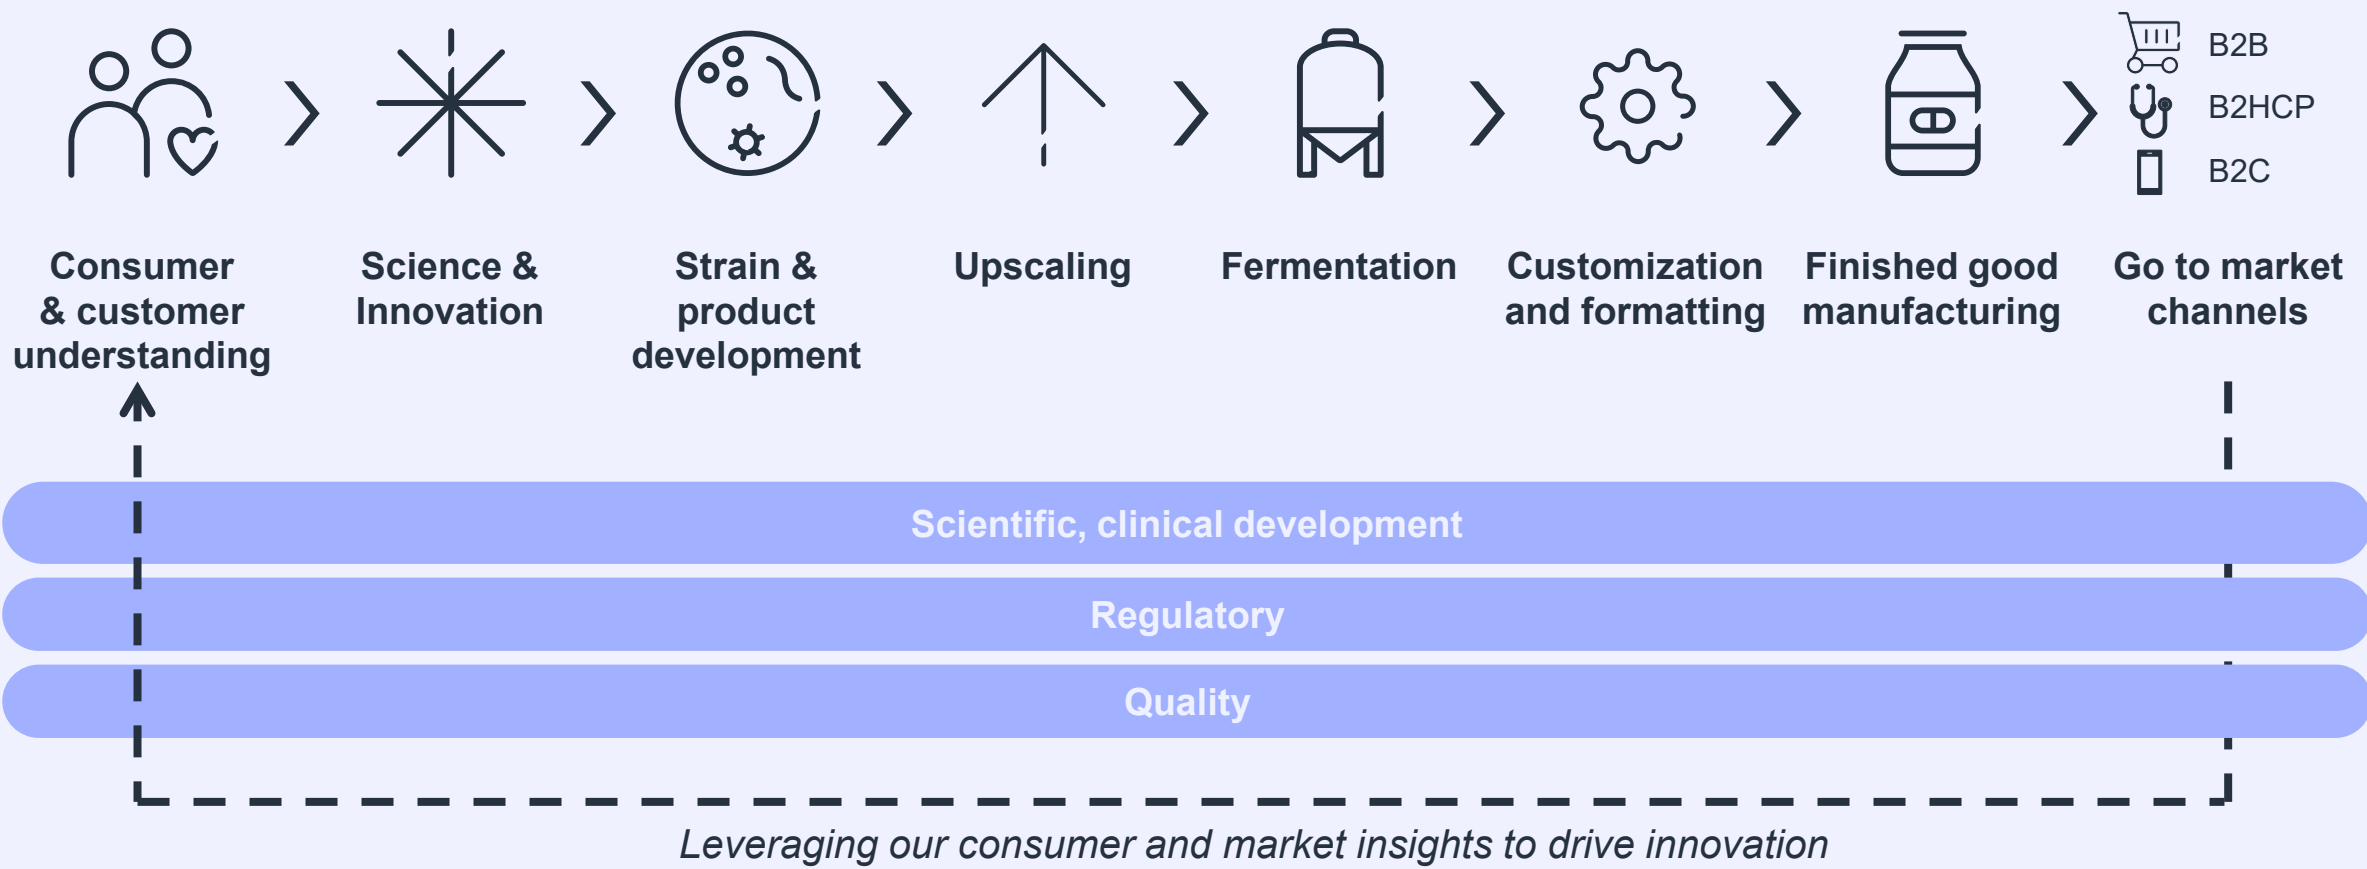 B2B
B2HCP
B2C
Consumer
& customer
understanding
Science &
Innovation
Strain &
product
development
Upscaling
Fermentation
Customization
and formatting
Finished good
manufacturing
Go to market
channels
Scientific, clinical development
Regulatory
Quality
Leveraging our consumer and market insights to drive innovation